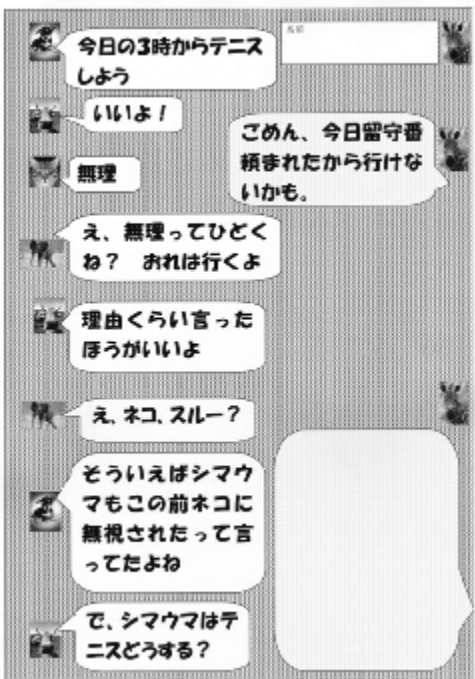 今日の3時からテニス
しよう
いいよ！
ごめん、今日留守番
頼まれたから行けな
いかも。
無理
え、無理ってひどく
ね？　おれは行くよ
理由くらい言った
ほうがいいよ
え、ネコ、スルー？
そういえばシマウ
マもこの前ネコに
無視されたって言
ってたよね
で、シマウマはテ
ニスどうする？